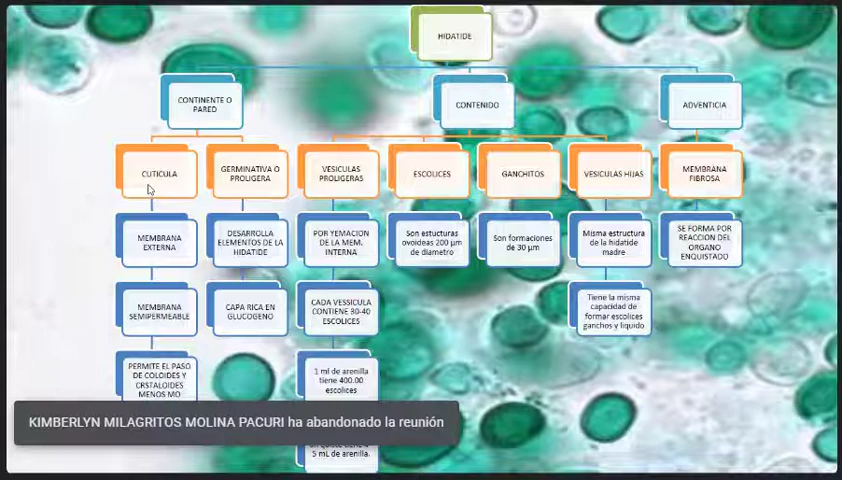 HIDATIDE
CONTINENTE O
PARED
CONTENIDO
ADVENTICIA
CUTICULA
GERMINATIVA O
PROLIGERA
VESICULAS
PROLIGERAS
ESCOLICES
GANCHITOS
VESICULAS HIJAS
MEMBRANA
FIBROSA
MEMBRANA
EXTERNA
DESARROLLA
ELEMENTOS DE LA
HIDATIDE
POR YEMACION
DE LA MEM.
INTERNA
Son estucturas
ovoideas 200 µm
de diametro
Son formaciones
de 30 µm
Misma estructura
de la hidatide
madre
SE FORMA POR
REACCION DEL
ORGANO
ENQUISTADO
MEMBRANA
SEMIPERMEABLE
CAPA RICA EN
GLUCOGENO
CADA VESSICULA
CONTIENE 30-40
ESCOLICES
Tiene la misma
capacidad de
formar escolices
ganchos y liquido
PERMITE EL PASO
DE COLOIDES Y
CRSTALOIDES
MENOS MO
1 ml de arenilla
tiene 400.00
escolices
5 mL de arenilla.
KIMBERLYN MILAGRITOS MOLINA PACURI ha abandonado la reunión